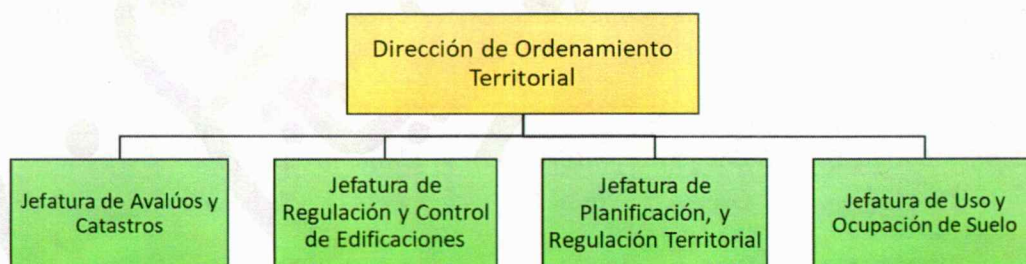 Dirección de Ordenamiento
Territorial
Jefatura de Avalúos y
Catastros
Jefatura de
Regulación y Control
de Edificaciones
Jefatura de
Planificación, y
Regulación Territorial
Jefatura de Uso y
Ocupación de Suelo